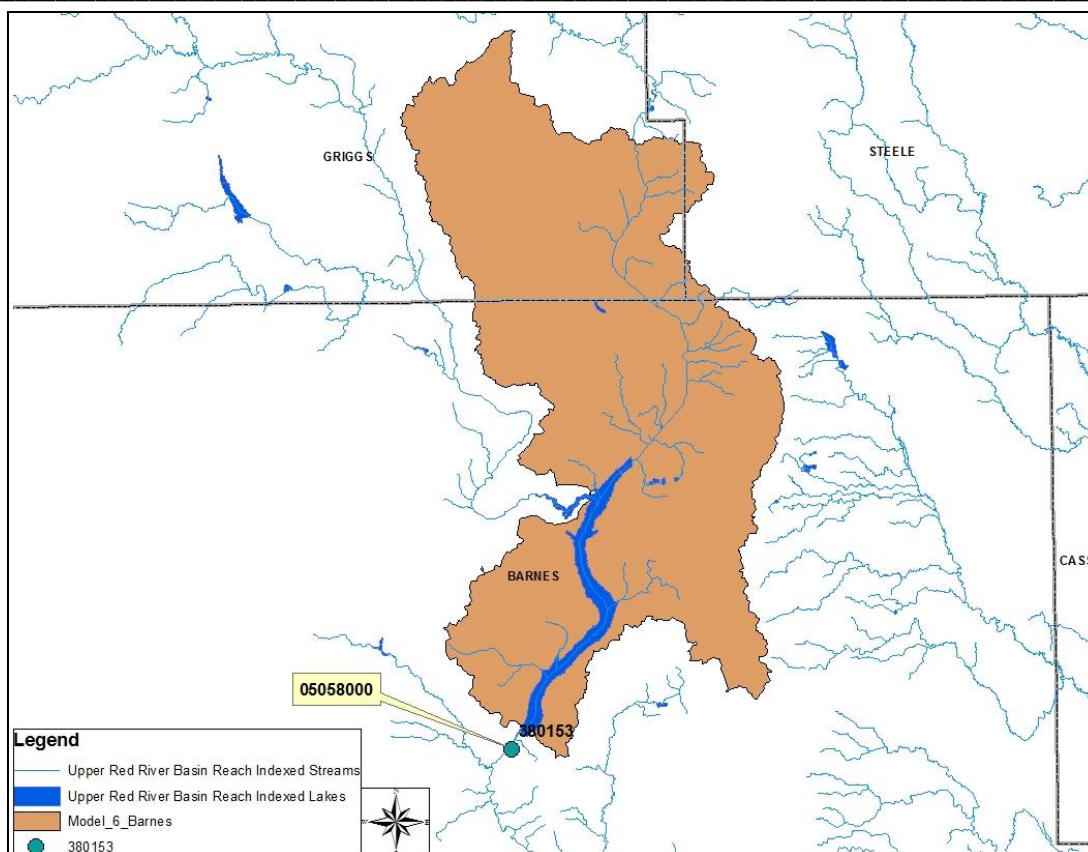 GRIGGS
STEELE
BARNES
CASS
05058000
380153
Legend
Upper Red River Basin Reach Indexed Streams
Upper Red River Basin Reach Indexed Lakes
Model_6_Barnes
380153
N